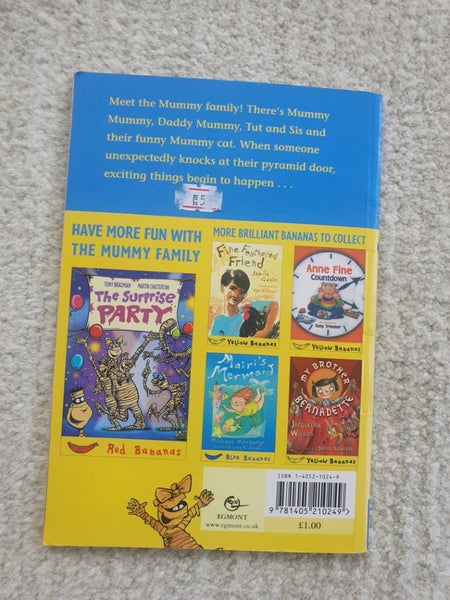 Meet the Mummy family! There's Mummy
Mummy, Daddy Mummy, Tut and Sis and
their funny Mummy cat. When someone
unexpectedly knocks at their pyramid door,
exciting things begin to happen . . .
HAVE MORE FUN WITH
THE MUMMY FAMILY
TONY BRADMAN MARTIN CHATTERTON
The SURPRISE
PARTY
Red Bananas
MORE BRILLIANT BANANAS TO COLLECT
Fine Feathered
Friend
Jamila Gavin
Yellow Bananas
Anne Fine
Countdown
Tony Trimmer
Yellow Bananas
Mairi's
Mermaid
Michael Morpurgo
Blue Bananas
MY BROTHER
BERNADETTE
JACQUELINE
WILSON
David Roberts
Yellow Bananas
EGMONT
www.egmont.co.uk
ISBN 1-4052-1024-9
9 781405 210249
£1.00